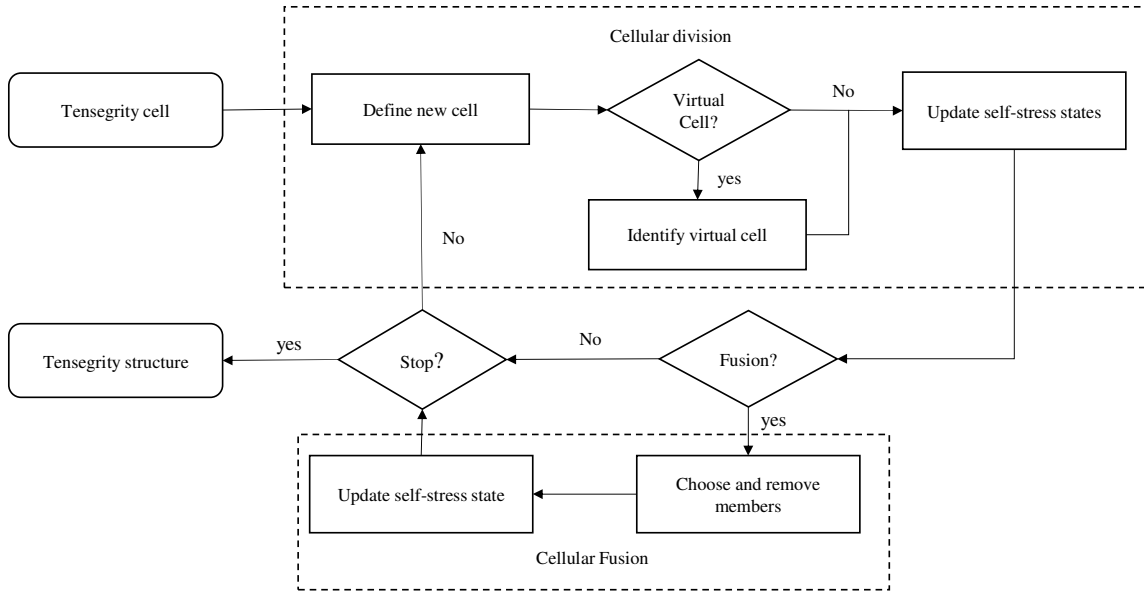 Cellular division
Tensegrity cell
Define new cell
Virtual
Cell?
No
Update self-stress states
yes
Identify virtual cell
No
Tensegrity structure
yes
Stop?
No
Fusion?
yes
Update self-stress state
Choose and remove
members
Cellular Fusion